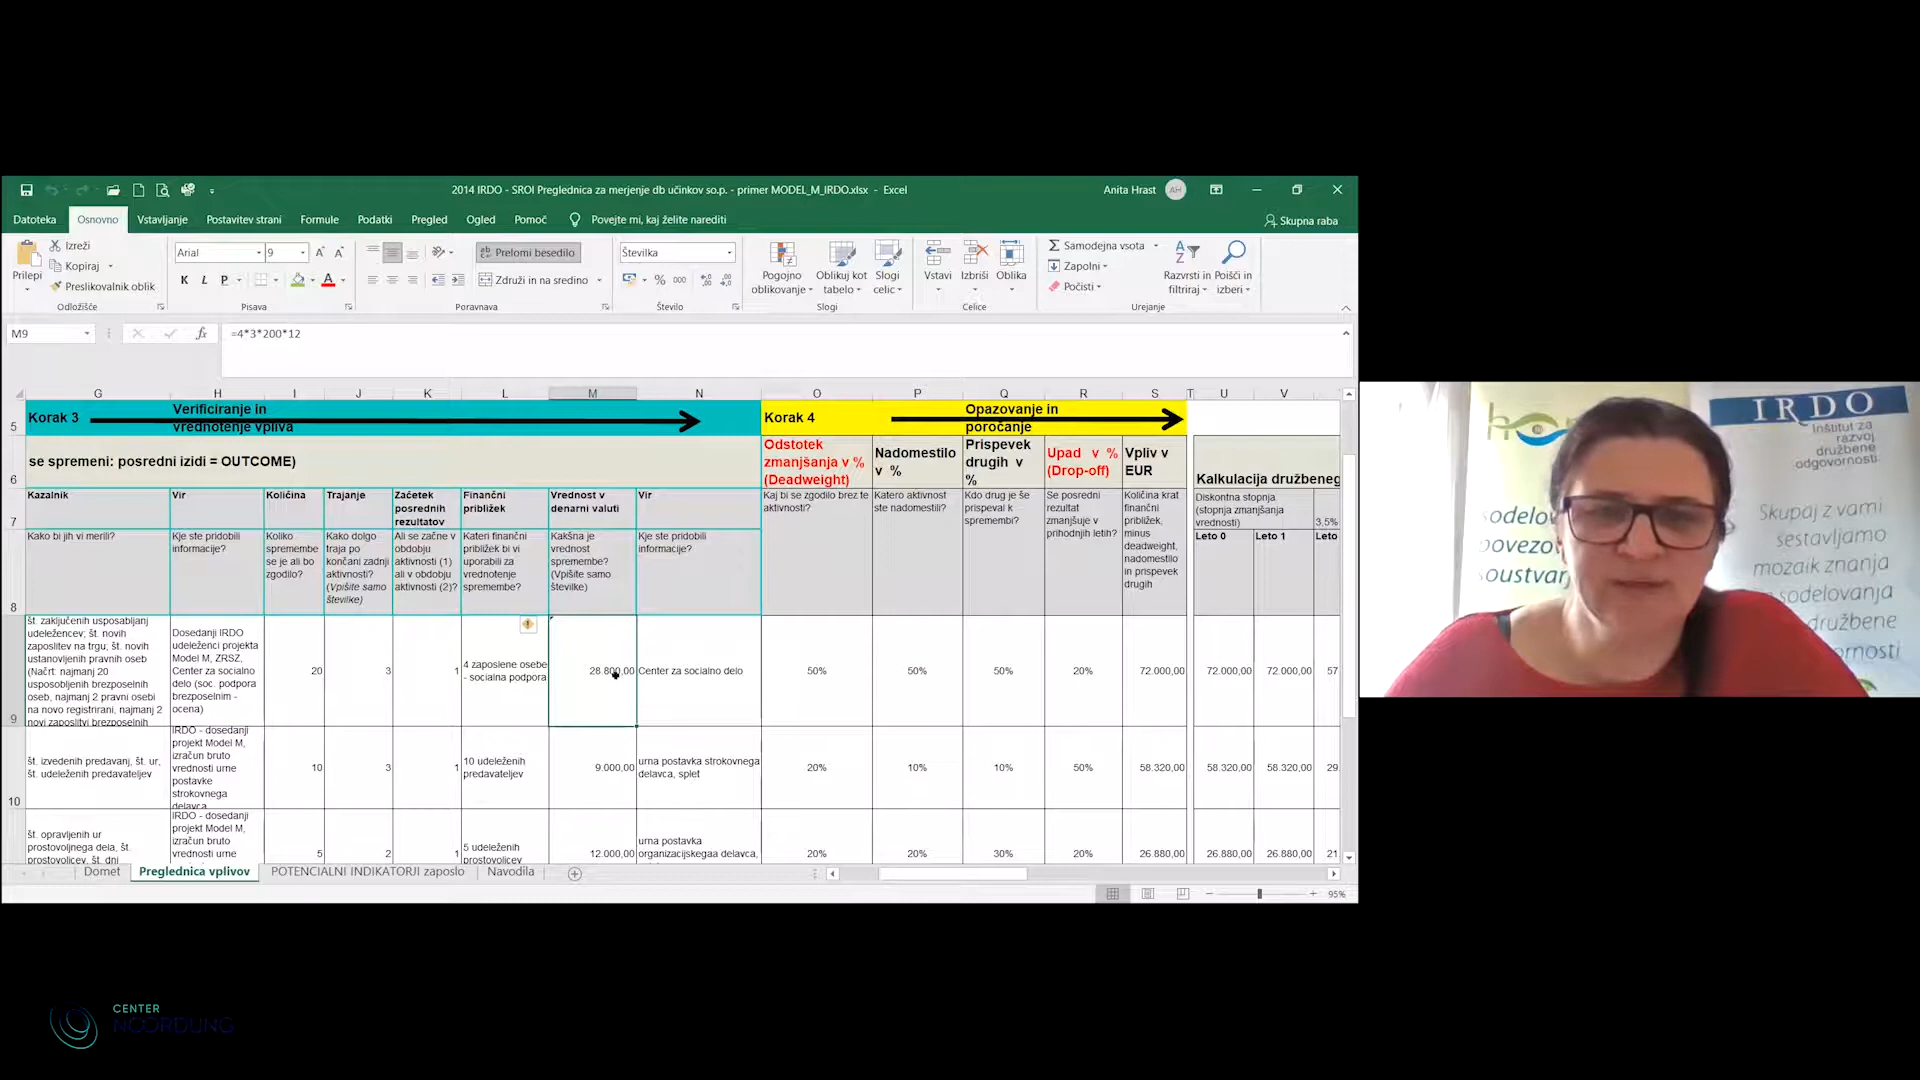 2014 IRDO - SROI Preglednica za merjenje db učinkov so.p. - primer MODEL_M_IRDO.xlsx - Excel
Anita Hrast AH
Datoteka Osnovno Vstavljanje Postavitev strani Formule Podatki Pregled Ogled Pomoč Povejte mi, kaj želite narediti Skupna raba
Prilepi
Izreži
Kopiraj
Preslikovalnik oblik
Odložišče
Arial 9
K L P
Pisava
Prelomi besedilo
Združi in na sredino
Poravnava
Številka
% 000
Število
Pogojno oblikovanje
Oblikuj kot tabelo
Slogi celic
Slogi
Vstavi Izbriši Oblika
Celice
Samodejna vsota
Zapolni
Počisti
Razvrsti in filtriraj
Poišči in izberi
Urejanje
M9 fx =4*3*200*12
G H I J K L M N O P Q R S T U V
5
Korak 3
Verificiranje in
vrednotenje vpliva
Korak 4
Opazovanje in
poročanje
6
se spremeni: posredni izidi = OUTCOME)
Odstotek
zmanjšanja v %
(Deadweight)
Nadomestilo
v %
Prispevek
drugih v
%
Upad v %
(Drop-off)
Vpliv v
EUR
Kalkulacija družbeneg
7
Kazalnik
Vir
Količina
Trajanje
Začetek
posrednih
rezultatov
Finančni
približek
Vrednost v
denarni valuti
Vir
Kaj bi se zgodilo brez te
aktivnosti?
Katero aktivnost
ste nadomestili?
Kdo drug je še
prispeval k
spremembi?
Se posredni
rezultat
zmanjšuje v
prihodnjih letih?
Količina krat
finančni
približek,
minus
deadweight,
nadomestilo
in prispevek
drugih
Diskontna stopnja
(stopnja zmanjšanja
vrednosti)
3,5%
8
Kako bi jih vi merili?
Kje ste pridobili
informacije?
Koliko
spremembe
se je ali bo
zgodilo?
Kako dolgo
traja po
končani zadnji
aktivnosti?
(Vpišite samo
številke)
Ali se začne v
obdobju
aktivnosti (1)
ali v obdobju
aktivnosti (2)?
Kateri finančni
približek bi vi
uporabili za
vrednotenje
spremembe?
Kakšna je
vrednost
spremembe?
(Vpišite samo
številke)
Kje ste pridobili
informacije?
Leto 0 Leto 1 Leto
9
št. zaključenih usposabljanj
udeležencev; št. novih
zaposlitev na trgu; št. novih
ustanovljenih pravnih oseb
(Načrt: najmanj 20
usposobljenih brezposelnih
oseb, najmanj 2 pravni osebi
na novo registrirani, najmanj 2
novi zaposlitvi brezposelnih
Dosedanji IRDO
udeleženci projekta
Model M, ZRSZ,
Center za socialno
delo (soc. podpora
brezposelnim -
ocena)
20 3 1
4 zaposlene osebe
- socialna podpora
28.800,00 Center za socialno delo 50% 50% 50% 20% 72.000,00 72.000,00 72.000,00 57
10
št. izvedenih predavanj, št. ur,
št. udeleženih predavateljev
IRDO - dosedanji
projekt Model M,
izračun bruto
vrednosti urne
postavke
strokovnega
delavca
10 3 1
10 udeleženih
predavateljev
9.000,00
urna postavka strokovnega
delavca, splet
20% 10% 10% 50% 58.320,00 58.320,00 58.320,00 29
št. opravljenih ur
prostovoljnega dela, št.
prostovolicev, št. dni
IRDO - dosedanji
projekt Model M,
izračun bruto
vrednosti urne
5 2 1
5 udeleženih
prostovoljcev
12.000,00
urna postavka
organizacijskegaa delavca,
20% 20% 30% 20% 26.880,00 26.880,00 26.880,00 21
Domet Preglednica vplivov POTENCIALNI INDIKATORJI zaposlo Navodila
95%
IRDO
Inštitut za
razvoj
družbene
odgovornosti
Skupaj z vami
sestavljamo
mozaik znanja
sodelovanja
družbene
CENTER
NOORDUNG